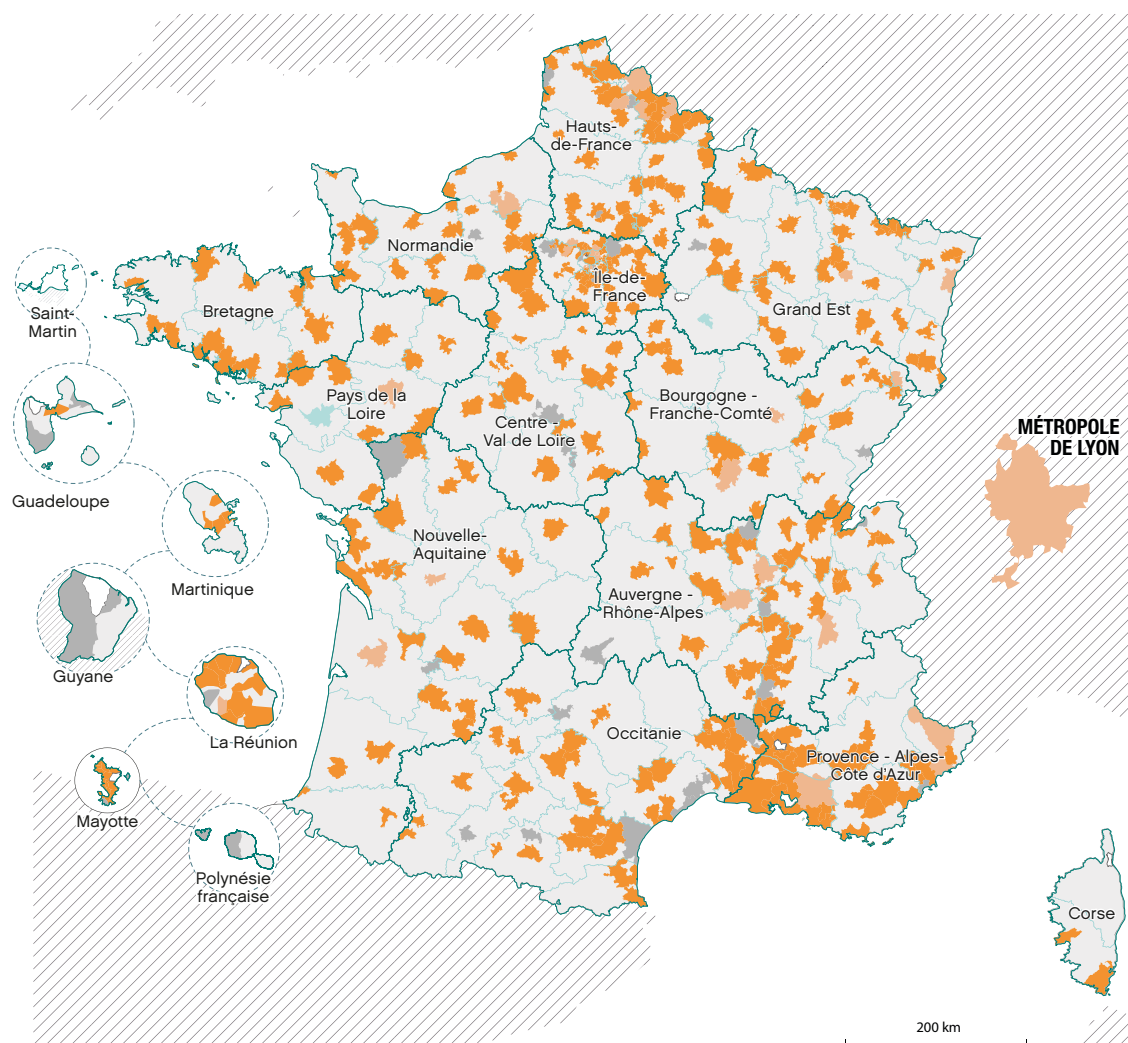 Hauts-
de-France
Normandie
Île-de-
France
Grand Est
Bretagne
Saint-
Martin
Pays de la
Loire
Centre -
Val de Loire
Bourgogne -
Franche-Comté
MÉTROPOLE
DE LYON
Guadeloupe
Nouvelle-
Aquitaine
Martinique
Auvergne -
Rhône-Alpes
Guyane
La Réunion
Occitanie
Provence - Alpes-
Côte d'Azur
Mayotte
Polynésie
française
Corse
200 km